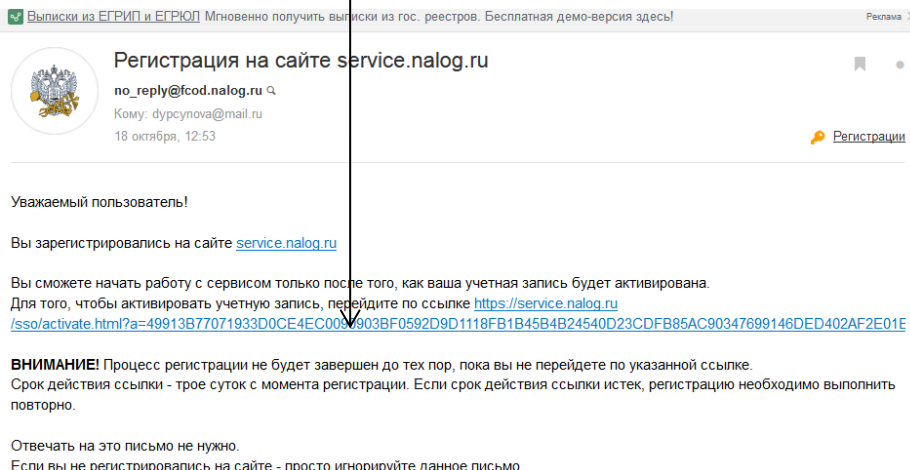 Выписки из ЕГРИП и ЕГРЮЛ Мгновенно получить выписки из гос. реестров. Бесплатная демо-версия здесь! Реклама
Регистрация на сайте service.nalog.ru
no_reply@fcod.nalog.ru
Кому: dypcynova@mail.ru
18 октября, 12:53 Регистрации
Уважаемый пользователь!
Вы зарегистрировались на сайте service.nalog.ru
Вы сможете начать работу с сервисом только после того, как ваша учетная запись будет активирована.
Для того, чтобы активировать учетную запись, перейдите по ссылке https://service.nalog.ru
ВНИМАНИЕ! Процесс регистрации не будет завершен до тех пор, пока вы не перейдете по указанной ссылке.
Срок действия ссылки - трое суток с момента регистрации. Если срок действия ссылки истек, регистрацию необходимо выполнить
повторно.
Отвечать на это письмо не нужно.
Если вы не регистрировались на сайте - просто игнорируйте данное письмо